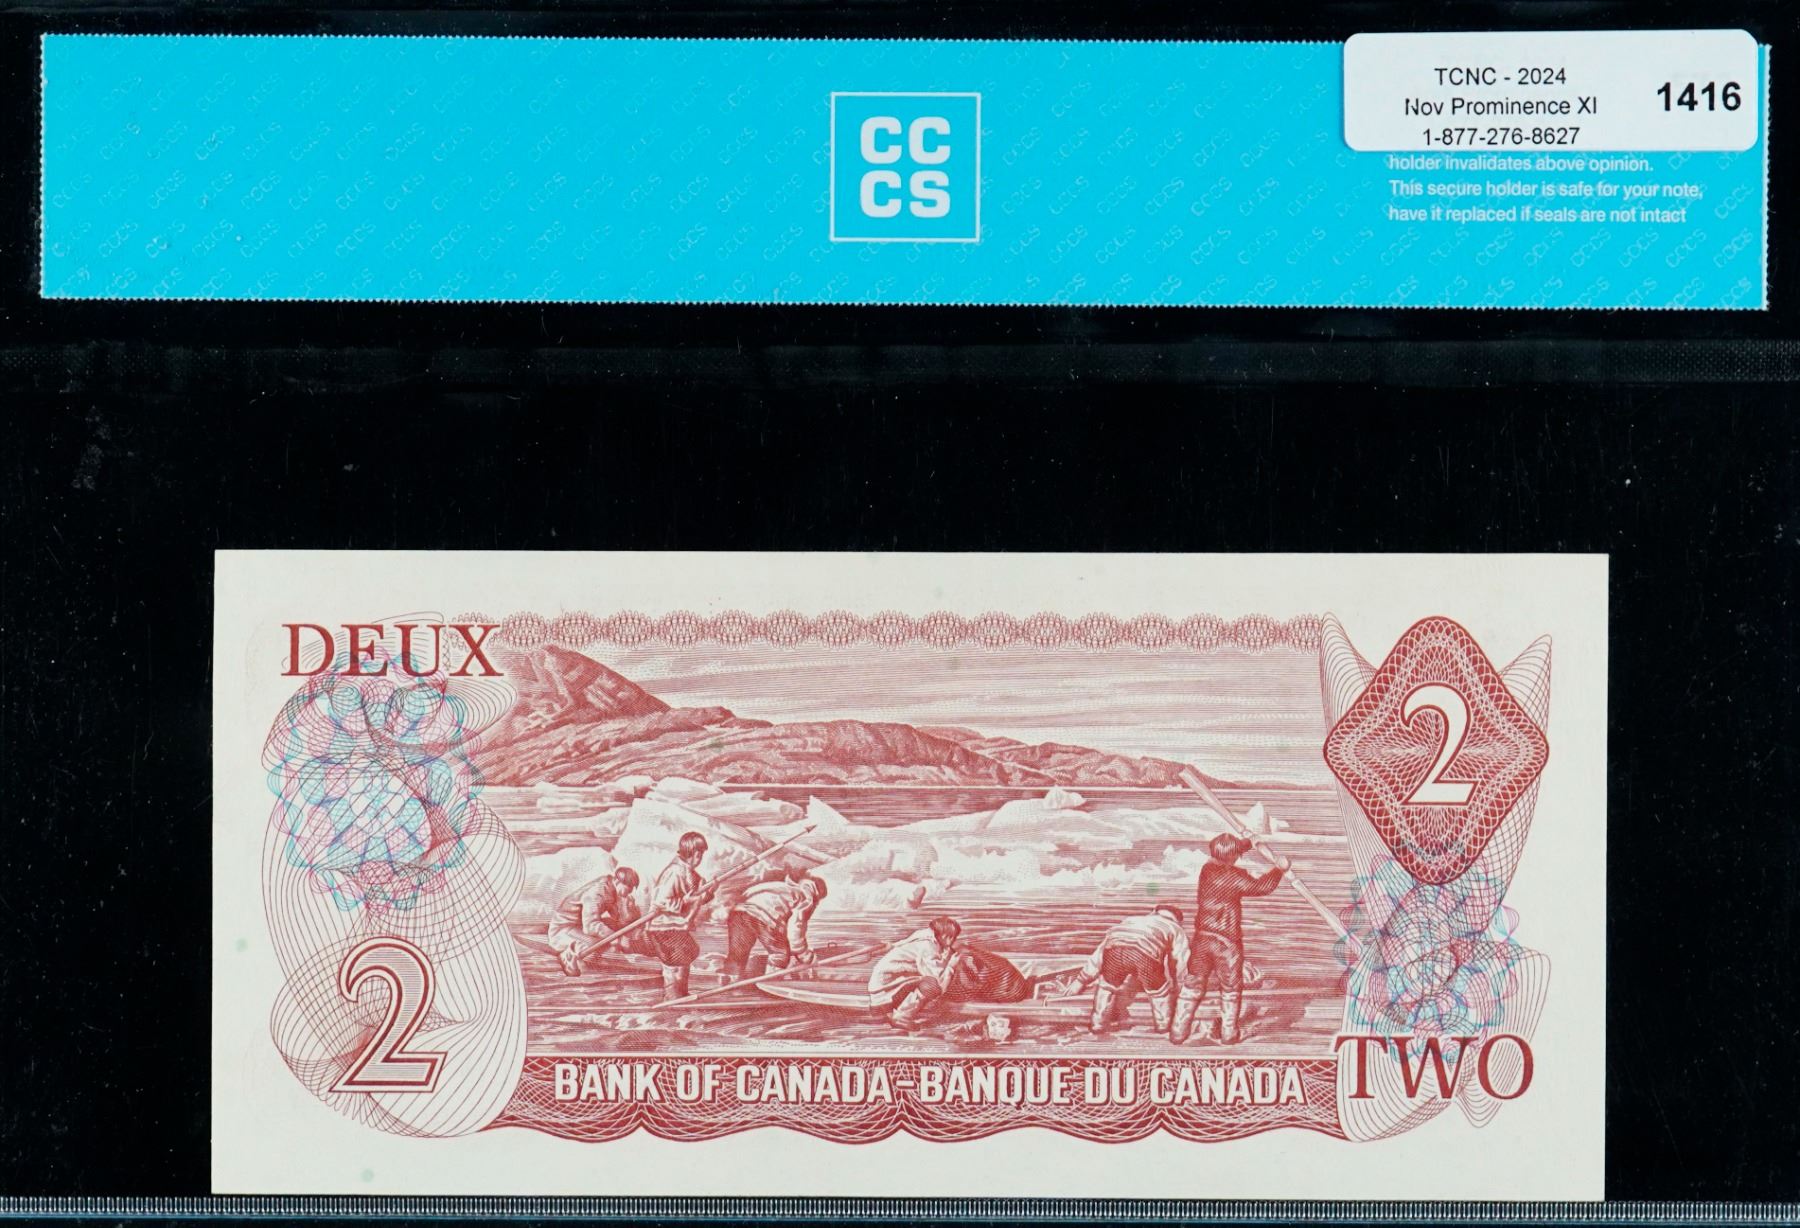 CC
CS
TCNC - 2024
Nov Prominence XI
1-877-276-8627
1416
holder invalidates above opinion.
This secure holder is safe for your note,
have it replaced if seals are not intact
DEUX
2
2
TWO
BANK OF CANADA-BANQUE DU CANADA